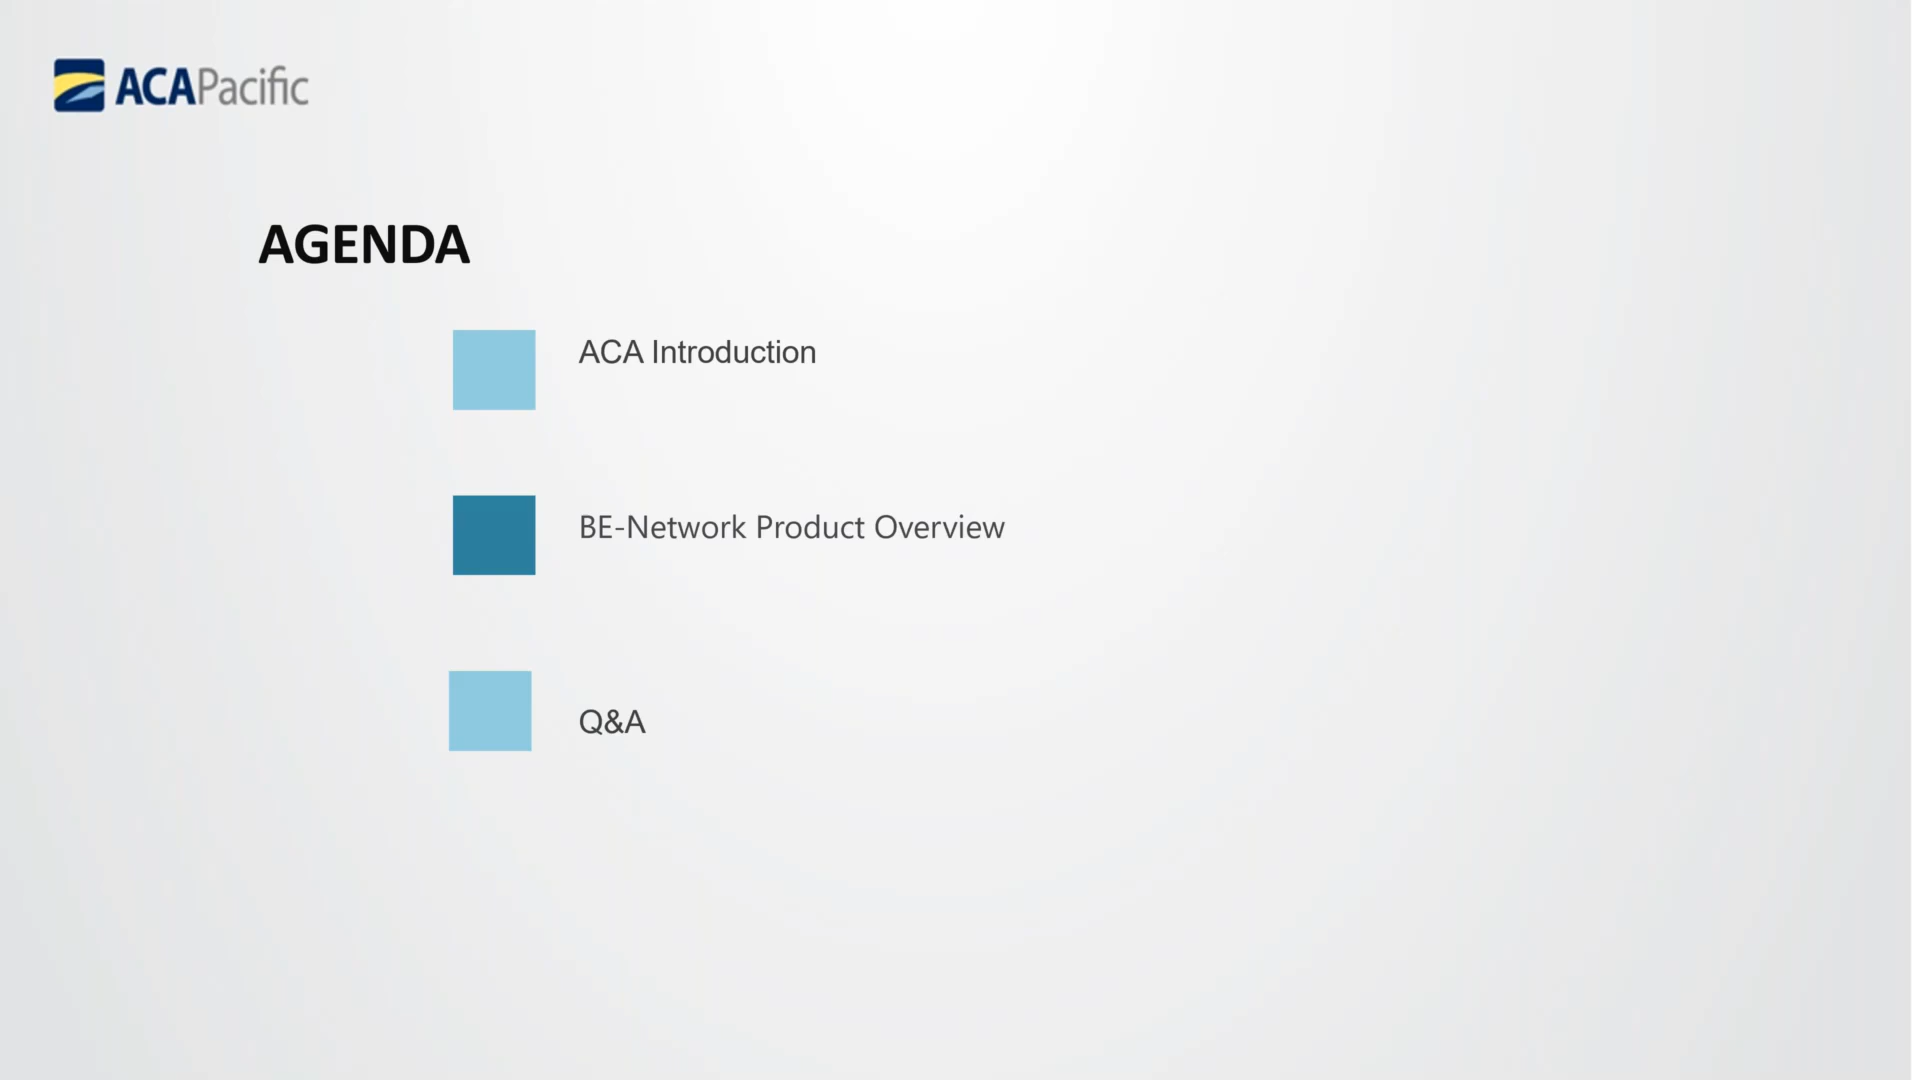 ACAPacific
AGENDA
ACA Introduction
BE-Network Product Overview
Q&A